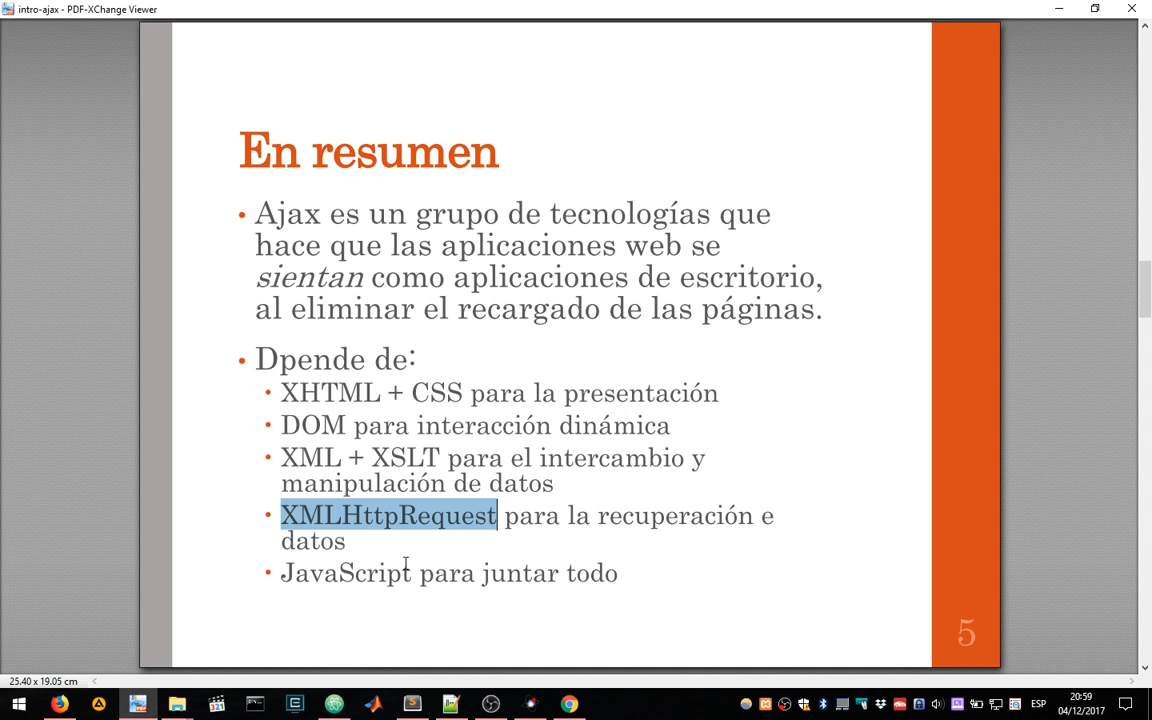 intro-ajax - PDF-XChange Viewer
En resumen
• Ajax es un grupo de tecnologías que
hace que las aplicaciones web se
sientan como aplicaciones de escritorio,
al eliminar el recargado de las páginas.
• Dpende de:
• XHTML + CSS para la presentación
• DOM para interacción dinámica
• XML + XSLT para el intercambio y
manipulación de datos
• XMLHttpRequest para la recuperación e
datos
• JavaScript para juntar todo
5
25.40 x 19.05 cm
ESP
20:59
04/12/2017